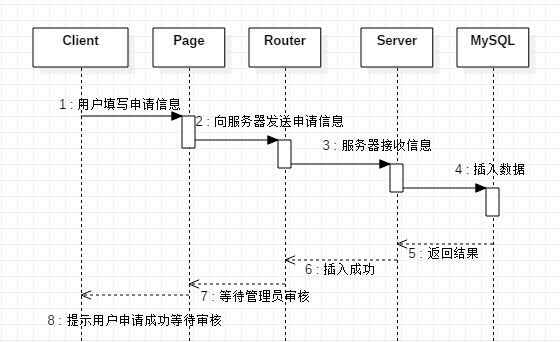 Client
Page
Router
Server
MySQL
1 : 用户填写申请信息
2 : 向服务器发送申请信息
3 : 服务器接收信息
4 : 插入数据
5 : 返回结果
6 : 插入成功
7 : 等待管理员审核
8 : 提示用户申请成功等待审核